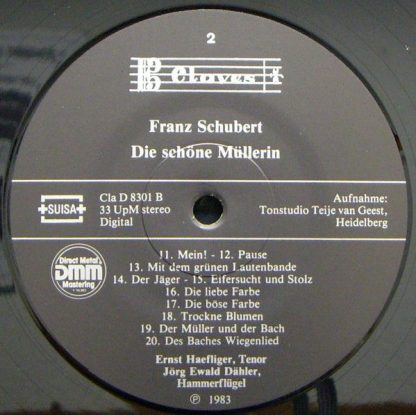 2
Claves
Franz Schubert
Die schöne Müllerin
SUISA
Cla D 8301 B
33 UpM stereo
Digital
Aufnahme:
Tonstudio Teije van Geest,
Heidelberg
Direct Metal
DMM
Mastering
11. Mein! - 12. Pause
13. Mit dem grünen Lautenbande
14. Der Jäger - 15. Eifersucht und Stolz
16. Die liebe Farbe
17. Die böse Farbe
18. Trockne Blumen
19. Der Müller und der Bach
20. Des Baches Wiegenlied
Ernst Haefliger, Tenor
Jörg Ewald Dähler,
Hammerflügel
℗ 1983